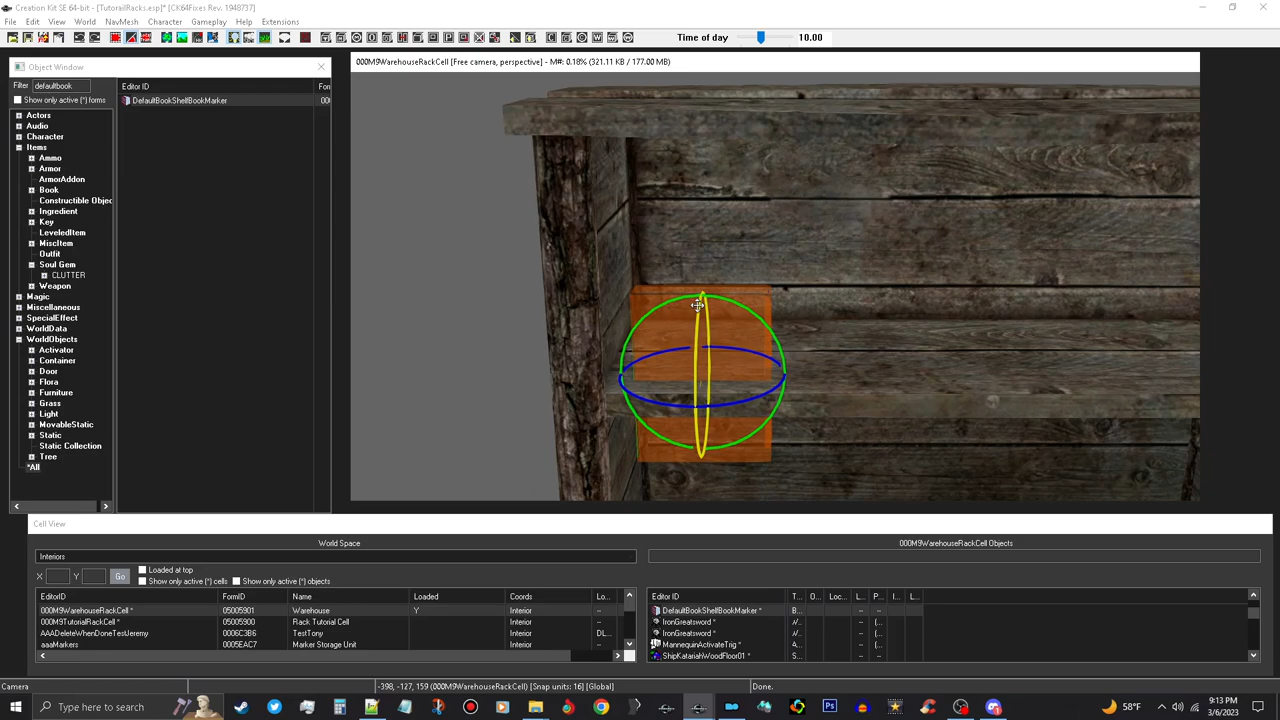 Creation Kit SE 64-bit - [TutorialRacks.esp]* [CK64Fixes Rev. 1948737]
File Edit View World NavMesh Character Gameplay Help Extensions
Time of day 10.00
Object Window
Filter defaultbook
Show only active (*) forms
Actors
Audio
Character
Items
Ammo
Armor
ArmorAddon
Book
Constructible Objec
Ingredient
Key
LeveledItem
MiscItem
Outfit
Soul Gem
CLUTTER
Weapon
Magic
Miscellaneous
SpecialEffect
WorldData
WorldObjects
Activator
Container
Door
Flora
Furniture
Grass
Light
MovableStatic
Static
Static Collection
Tree
*All
Editor ID For
DefaultBookShelfBookMarker 00
000M9WarehouseRackCell [Free camera, perspective] - M#: 0.18% (321.11 KB / 177.00 MB)
Cell View
World Space
Interiors
Loaded at top
X Y Go
Show only active (*) cells Show only active (*) objects
EditorID FormID Name Loaded Coords Lo...
000M9WarehouseRackCell * 05005901 Warehouse Y Interior --
000M9TutorialRackCell * 05005900 Rack Tutorial Cell Interior --
AAADeleteWhenDoneTestJeremy 0006C3B6 TestTony Interior DL...
aaaMarkers 0005EAC7 Marker Storage Unit Interior --
000M9WarehouseRackCell Objects
Editor ID T... O... Loc... L... P... I... L...
DefaultBookShelfBookMarker * B... -- --
IronGreatsword * -- (...
IronGreatsword * -- (...
MannequinActivateTrig * A... -- (...
ShipKatariahWoodFloor01 * S... -- --
Camera -398, -127, 159 (000M9WarehouseRackCell) [Snap units: 16] [Global] Done.
Type here to search
58°F
9:13 PM
3/6/2023